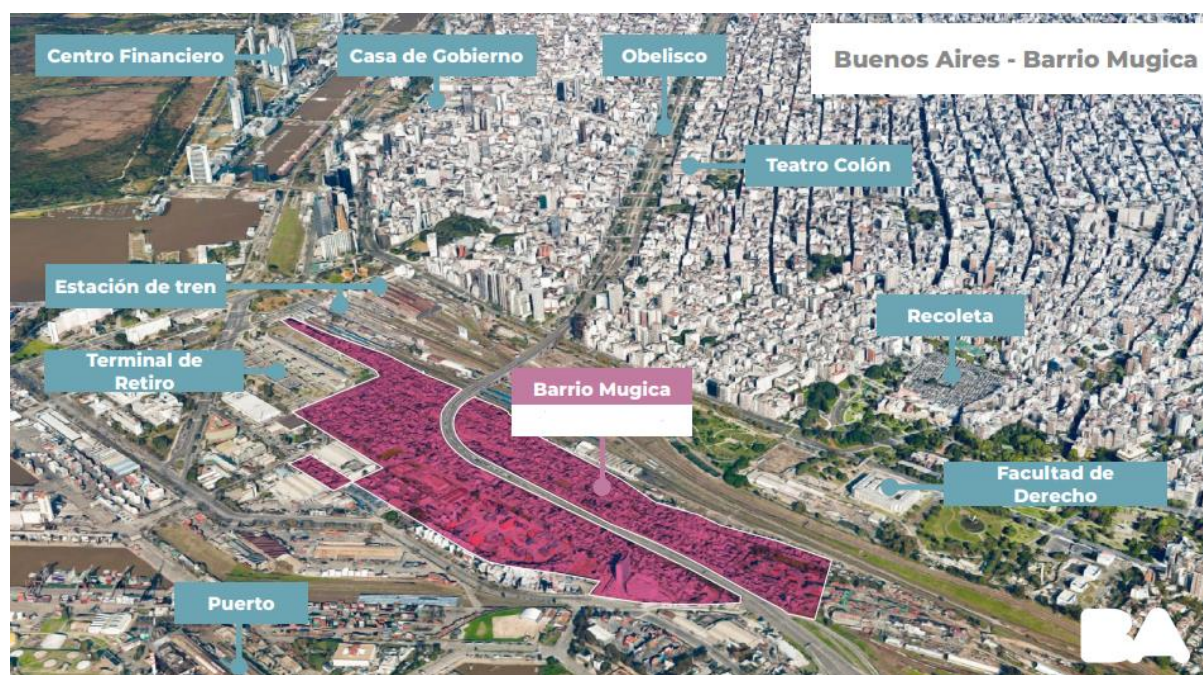 Buenos Aires - Barrio Mugica
Centro Financiero
Casa de Gobierno
Obelisco
Teatro Colón
Estación de tren
Recoleta
Terminal de
Retiro
Barrio Mugica
Facultad de
Derecho
Puerto
BA